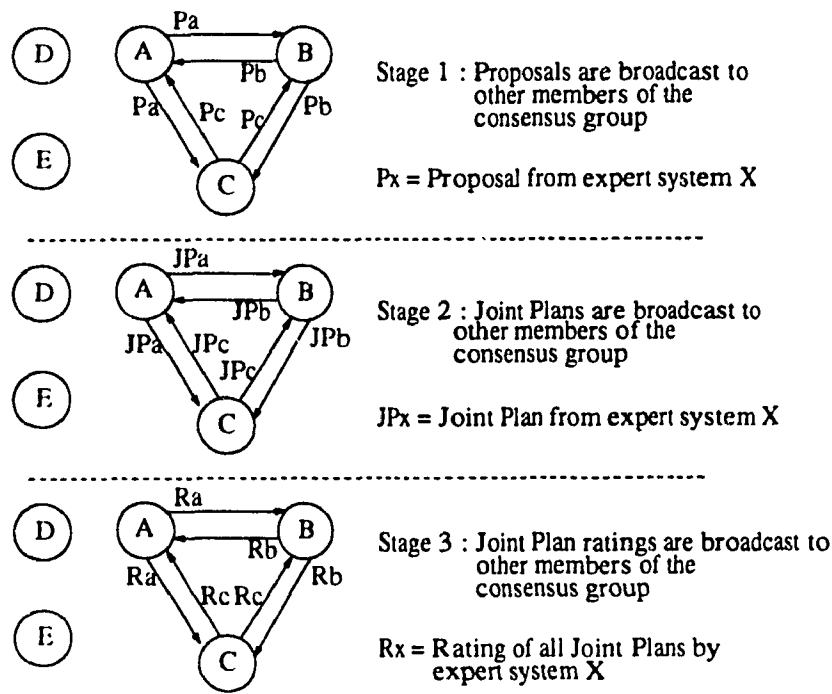 Pa
D A B
Pb
Pa Pc Pc Pb
E
C
Stage 1 : Proposals are broadcast to
other members of the
consensus group
Px = Proposal from expert system X
JPa
D A B
JPb
JPa JPc JPc JPb
E
C
Stage 2 : Joint Plans are broadcast to
other members of the
consensus group
JPx = Joint Plan from expert system X
Ra
D A B
Rb
Ra Rc Rc Rb
E
C
Stage 3 : Joint Plan ratings are broadcast to
other members of the
consensus group
Rx = Rating of all Joint Plans by
expert system X